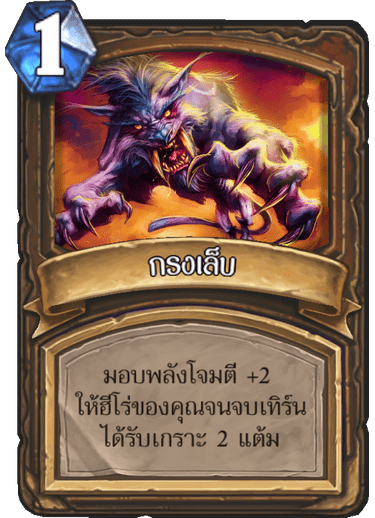 1
กรงเล็บ
มอบพลังโจมตี +2
ให้ฮีโร่ของคุณจนจบเทิร์น
ได้รับเกราะ 2 แต้ม